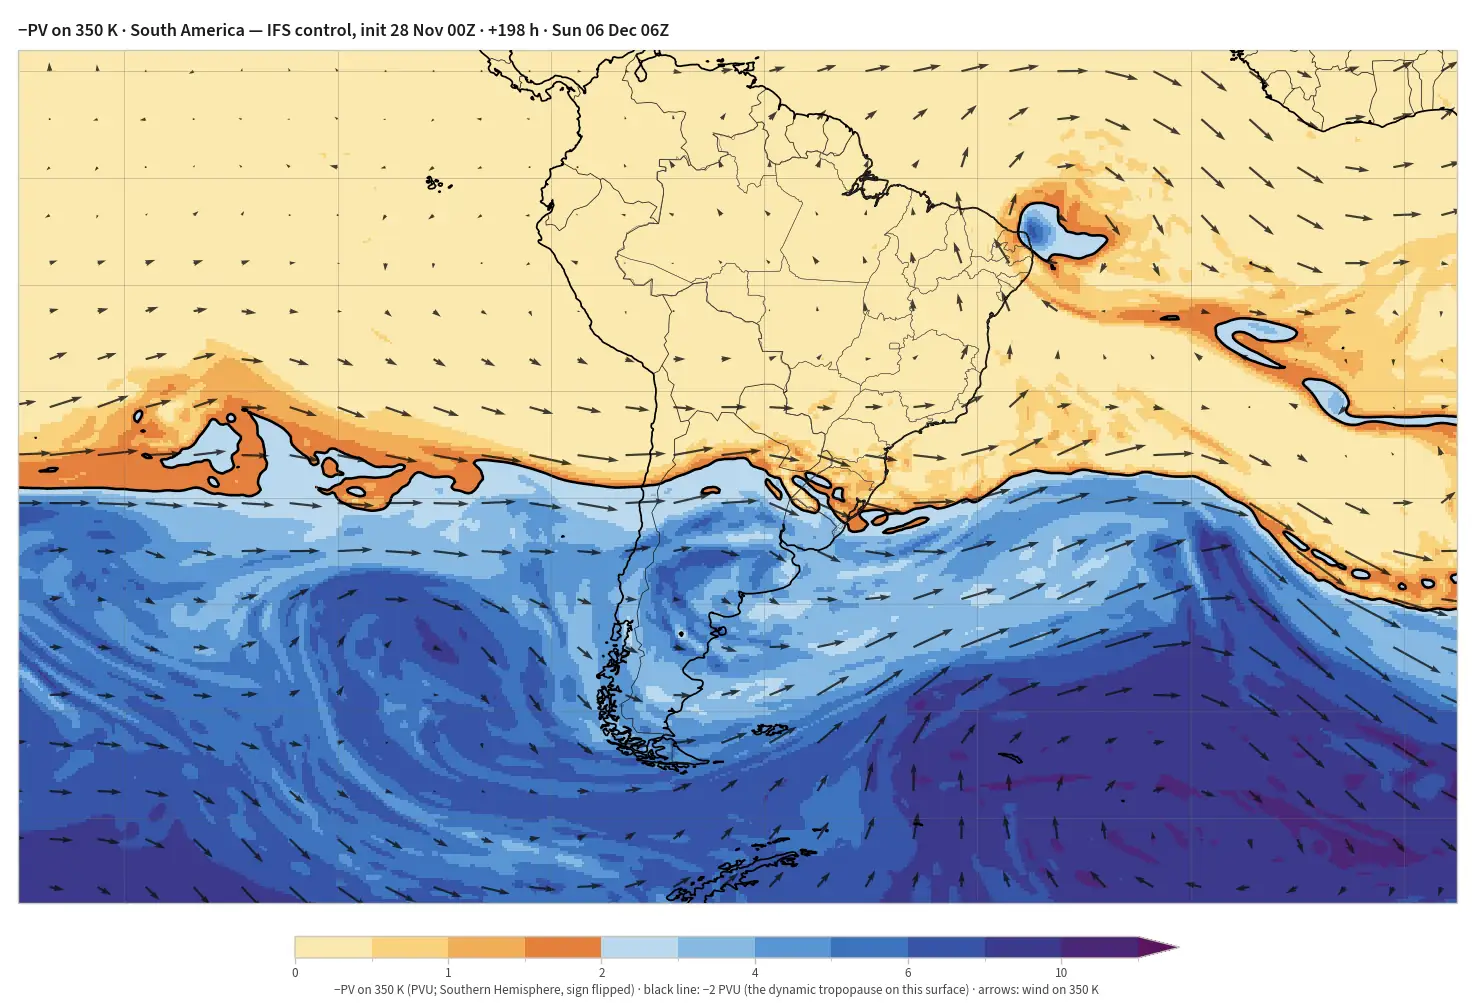 −PV on 350 K · South America — IFS control, init 28 Nov 00Z · +198 h · Sun 06 Dec 06Z
0 1 2 4 6 10
−PV on 350 K (PVU; Southern Hemisphere, sign flipped) · black line: −2 PVU (the dynamic tropopause on this surface) · arrows: wind on 350 K